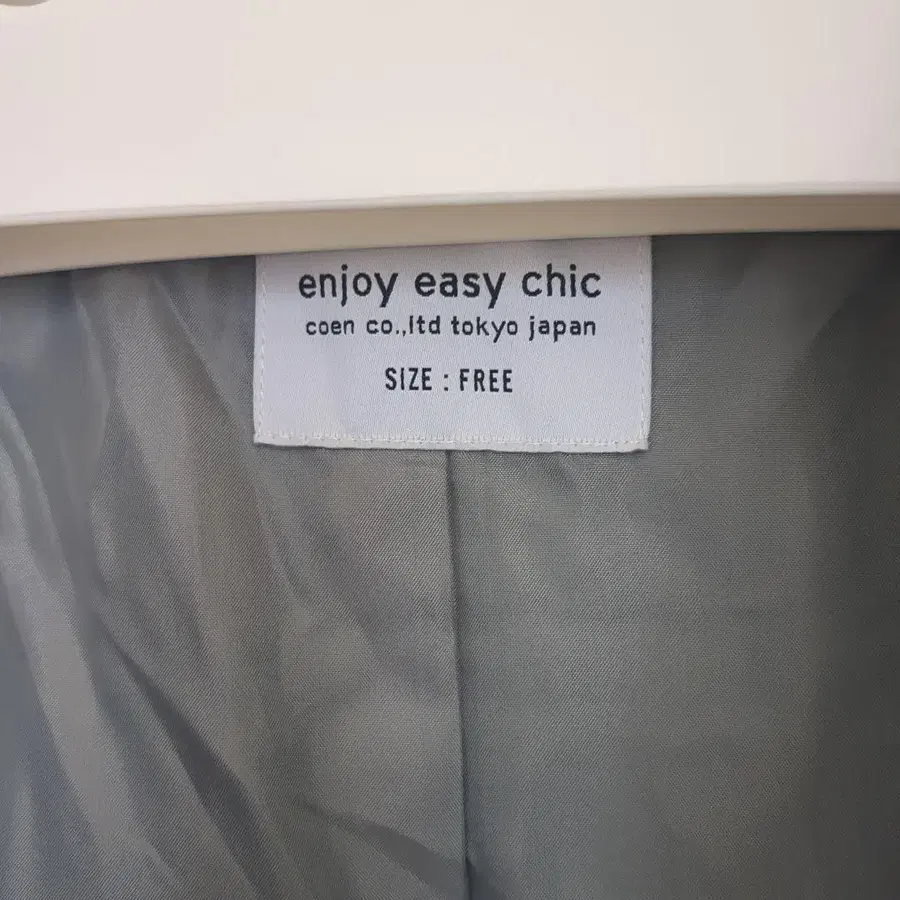 enjoy easy chic
coen co.,ltd tokyo japan
SIZE : FREE